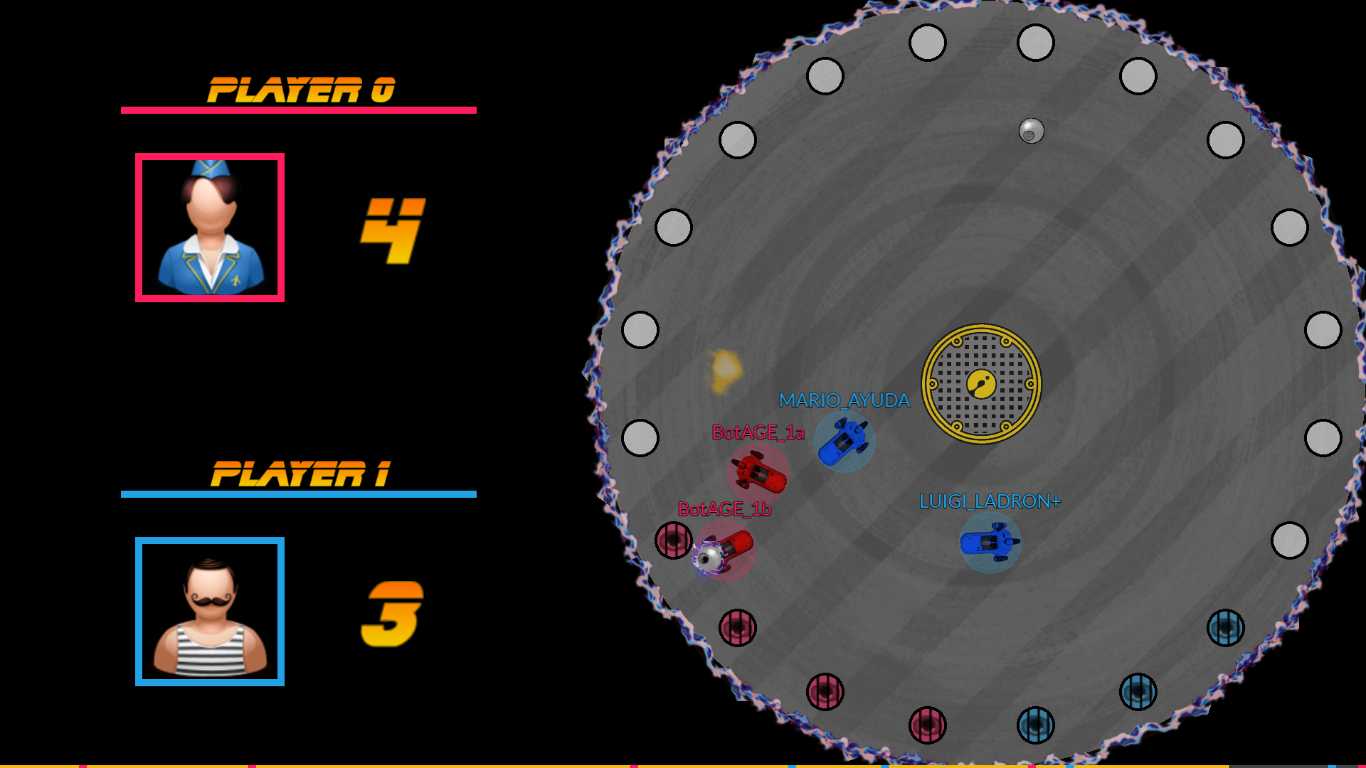 PLAYER 0
4
PLAYER 1
3
MARIO_AYUDA
BotAGE_1a
LUIGI_LADRON+
BotAGE_1b